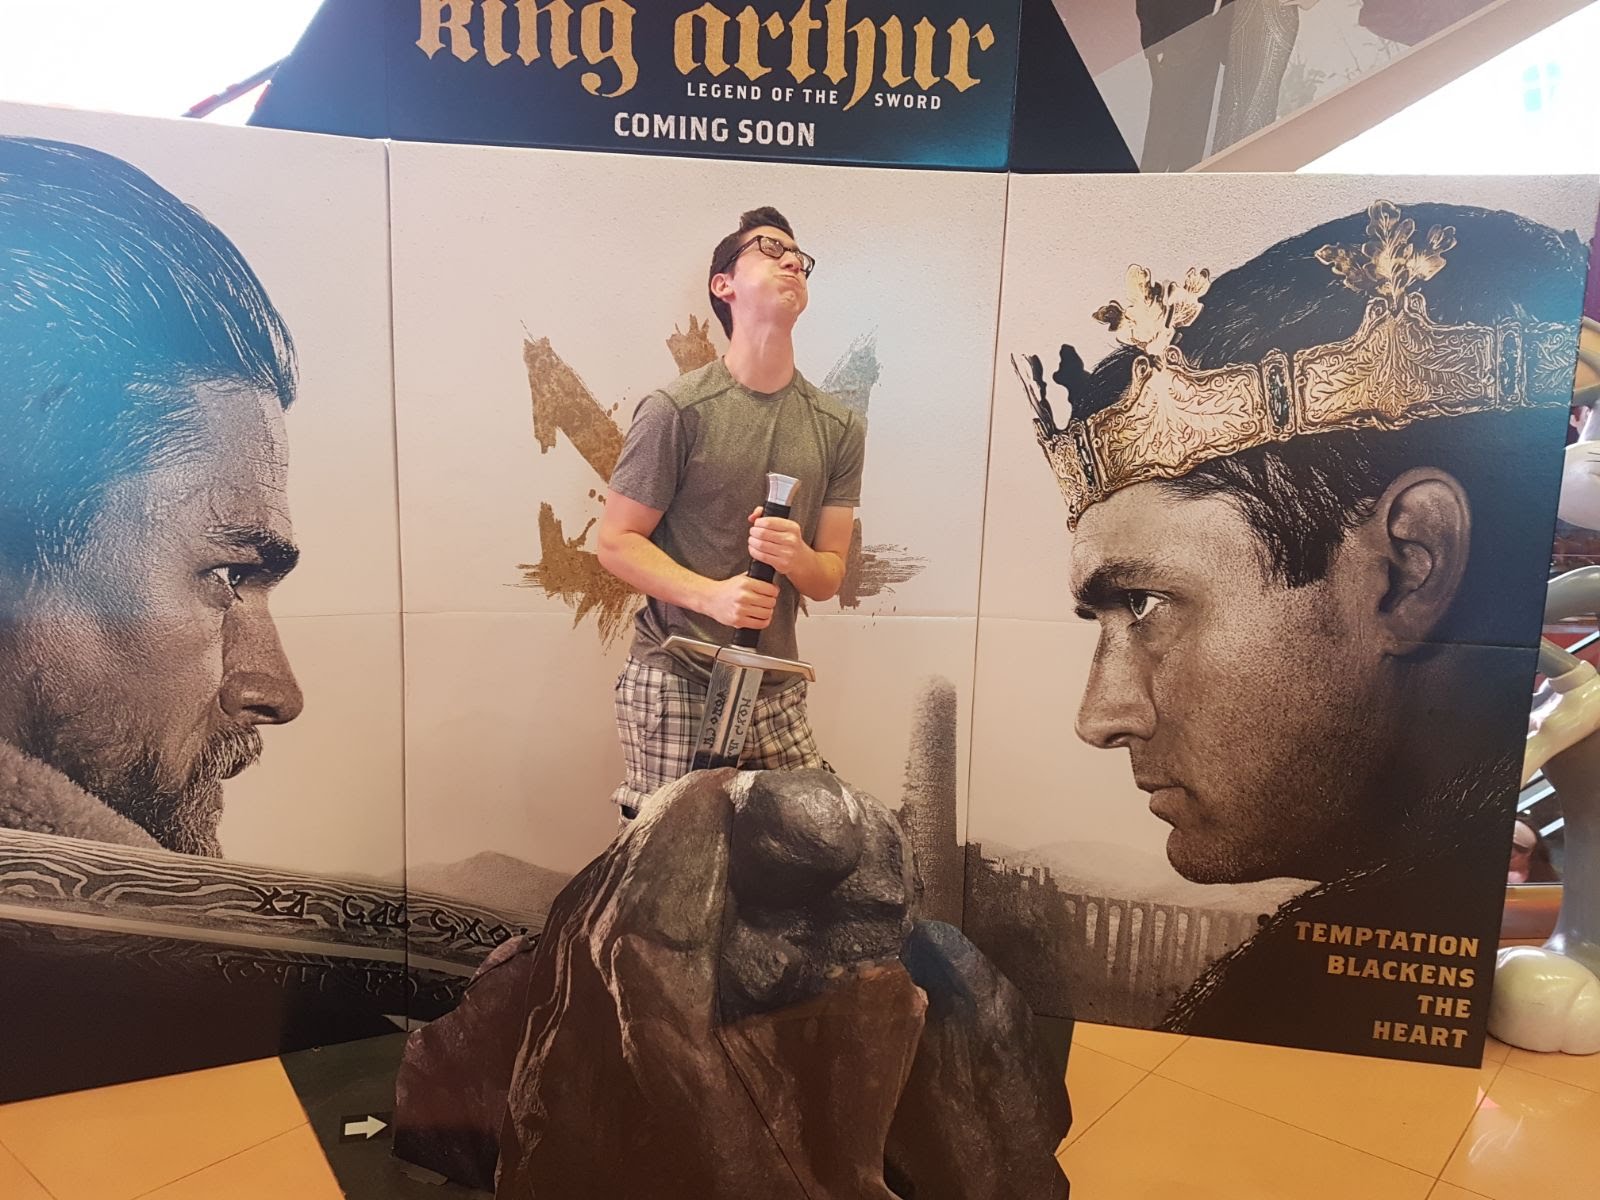 king arthur
LEGEND OF THE SWORD
COMING SOON
TEMPTATION
BLACKENS
THE
HEART